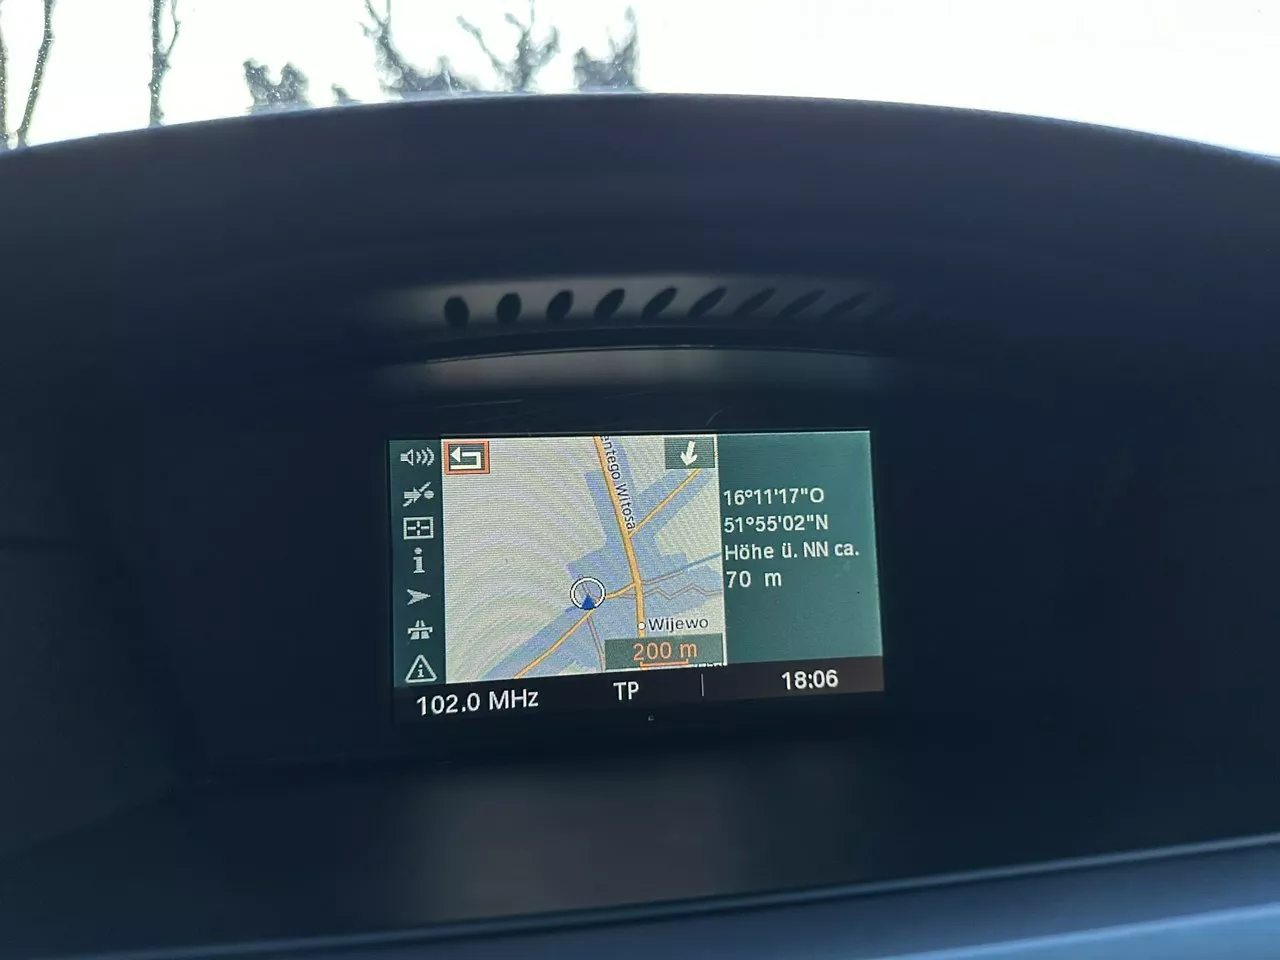 entego Witosa
16°11'17"O
51°55'02"N
Höhe ü. NN ca.
70 m
Wijewo
200 m
102.0 MHz
TP
18:06